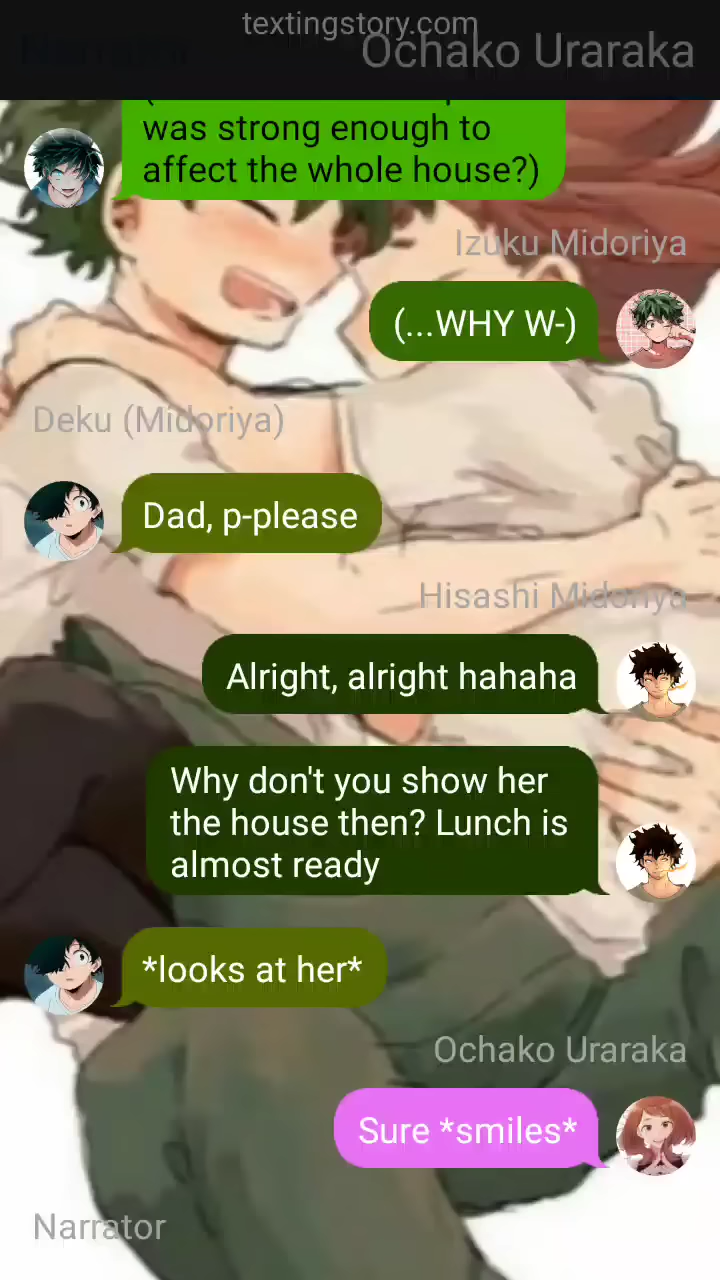 textingstory.com
Ochako Uraraka
was strong enough to
affect the whole house?)
Izuku Midoriya
(...WHY W-)
Deku (Midoriya)
Dad, p-please
Hisashi Midoriya
Alright, alright hahaha
Why don't you show her
the house then? Lunch is
almost ready
*looks at her*
Ochako Uraraka
Sure *smiles*
Narrator